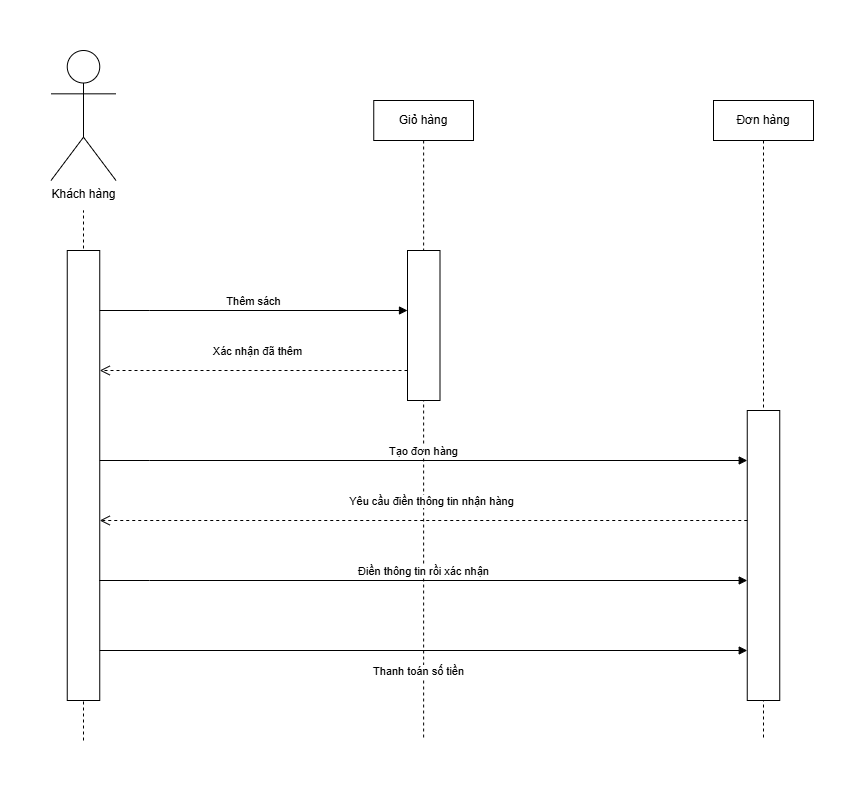 Giỏ hàng
Đơn hàng
Khách hàng
Thêm sách
Xác nhận đã thêm
Tạo đơn hàng
Yêu cầu điền thông tin nhận hàng
Điền thông tin rồi xác nhận
Thanh toán số tiền